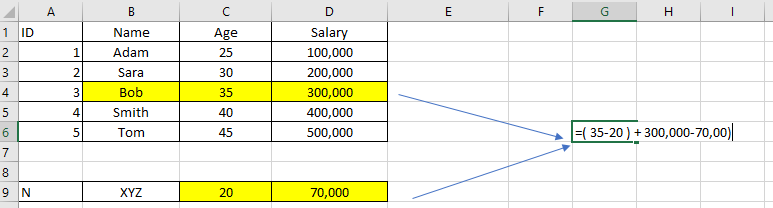 A B C D E F G H I
1 ID Name Age Salary
2 1 Adam 25 100,000
3 2 Sara 30 200,000
4 3 Bob 35 300,000
5 4 Smith 40 400,000
6 5 Tom 45 500,000 =( 35-20 ) + 300,000-70,00)
7
8
9 N XYZ 20 70,000